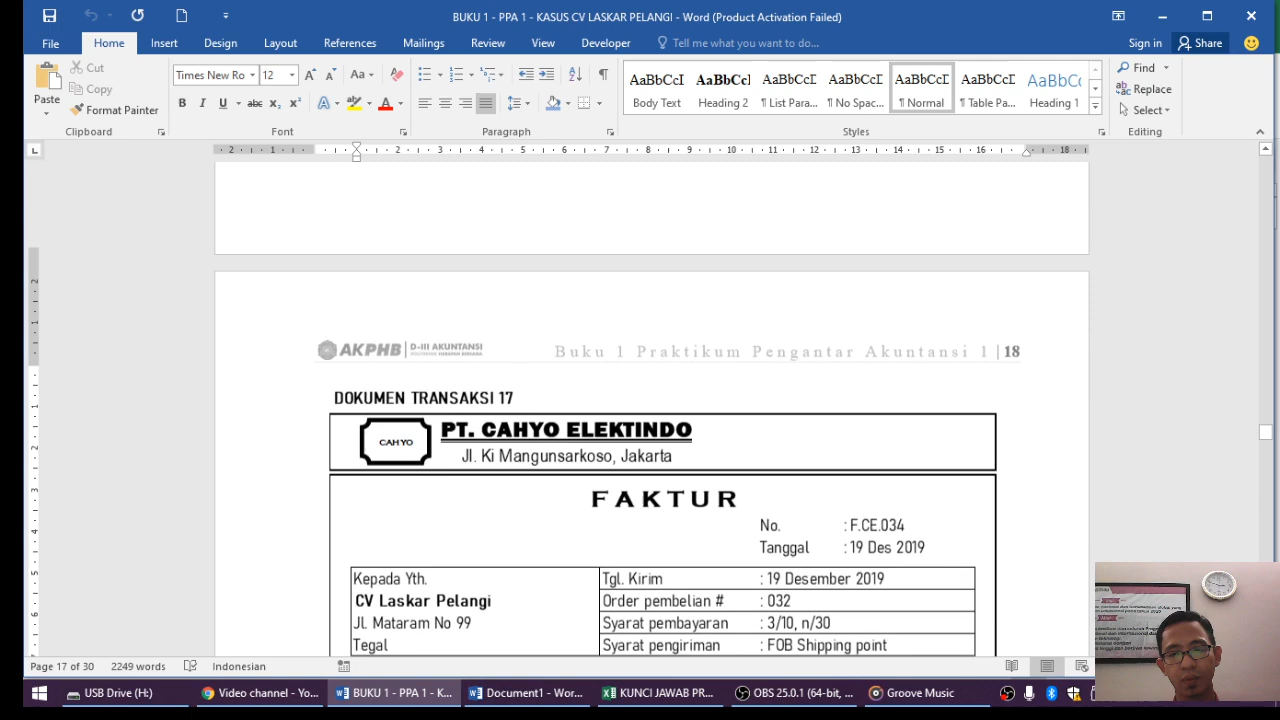 BUKU 1 - PPA 1 - KASUS CV LASKAR PELANGI - Word (Product Activation Failed)
File Home Insert Design Layout References Mailings Review View Developer Tell me what you want to do... Sign in Share
Paste
Cut
Copy
Format Painter
Times New Ro 12
AaBbCcI AaBbCcl AaBbCcD AaBbCcD AaBbCcD AaBbCcD AaBbCc
Body Text Heading 2 ¶ List Para... ¶ No Spac... ¶ Normal ¶ Table Pa... Heading 1
Find
Replace
Select
Clipboard Font Paragraph Styles Editing
AKPHB D-III AKUNTANSI
Buku 1 Praktikum Pengantar Akuntansi 1 |18
DOKUMEN TRANSAKSI 17
CAHYO
PT. CAHYO ELEKTINDO
Jl. Ki Mangunsarkoso, Jakarta
FAKTUR
No. : F.CE.034
Tanggal : 19 Des 2019
Kepada Yth. Tgl. Kirim : 19 Desember 2019
CV Laskar Pelangi Order pembelian # : 032
Jl. Mataram No 99 Syarat pembayaran : 3/10, n/30
Tegal Syarat pengiriman : FOB Shipping point
Page 17 of 30 2249 words Indonesian
USB Drive (H:) Video channel - Yo... BUKU 1 - PPA 1 - K... Document1 - Wor... KUNCI JAWAB PR... OBS 25.0.1 (64-bit, ... Groove Music